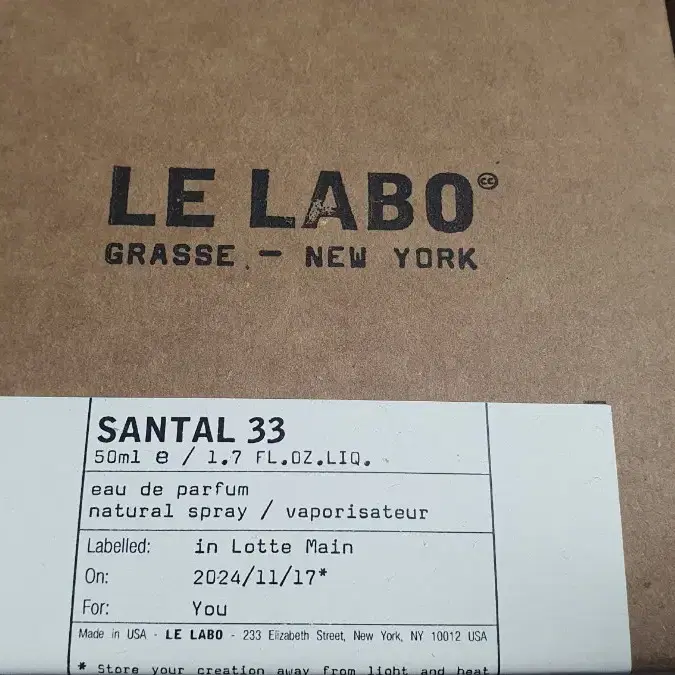 LE LABO
GRASSE - NEW YORK
SANTAL 33
50ml e / 1.7 FL.OZ.LIQ.
eau de parfum
natural spray / vaporisateur
Labelled: in Lotte Main
On: 2024/11/17*
For: You
Made in USA - LE LABO - 233 Elizabeth Street, New York, NY 10012 USA
* Store your creation away from light and heat